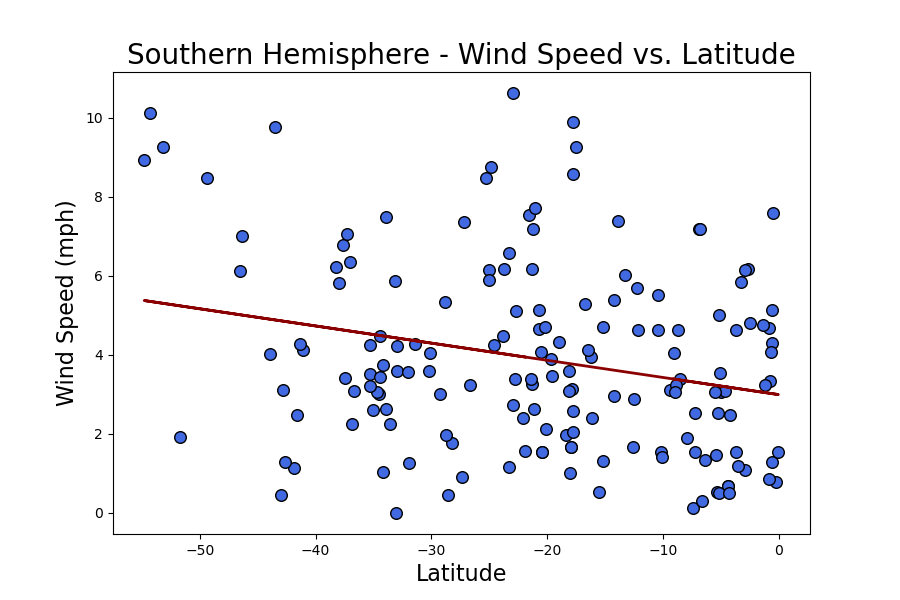 Southern Hemisphere - Wind Speed vs. Latitude
Wind Speed (mph)
10
8
6
4
2
0
−50 −40 −30 −20 −10 0
Latitude